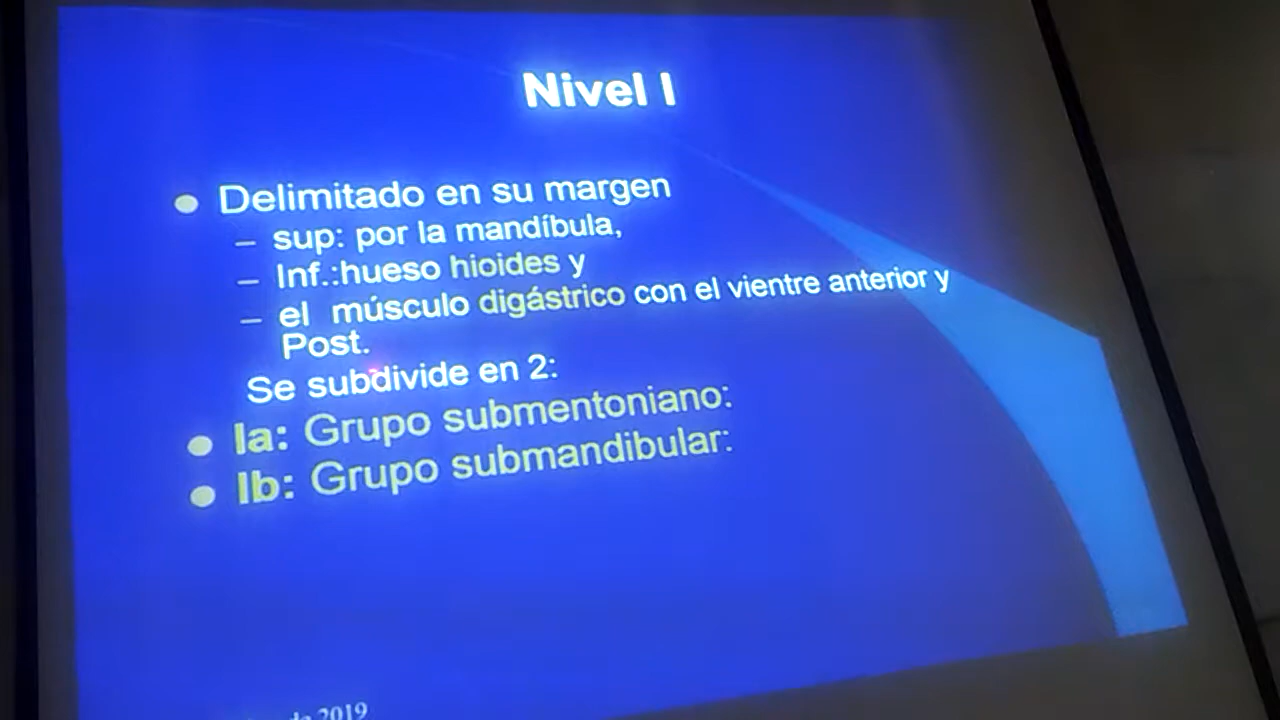 Nivel I
Delimitado en su margen
– sup: por la mandíbula,
– Inf.:hueso hioides y
– el músculo digástrico con el vientre anterior y
Post.
Se subdivide en 2:
Ia: Grupo submentoniano:
Ib: Grupo submandibular:
de 2019